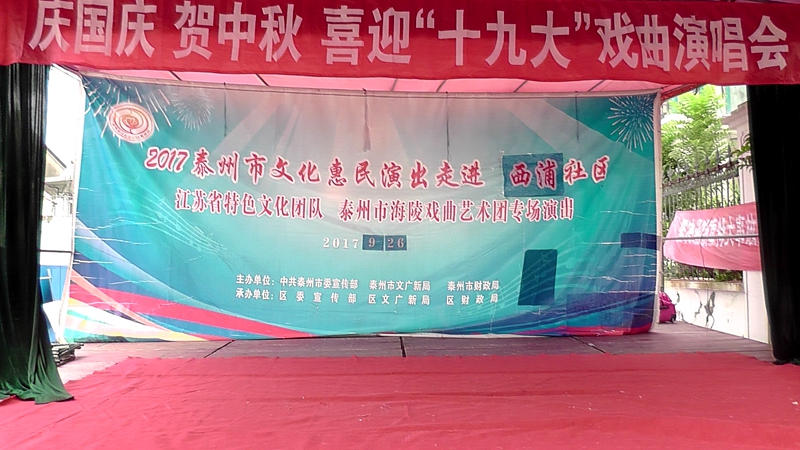 庆国庆 贺中秋 喜迎“十九大”戏曲演唱会
2017泰州市文化惠民演出走进 西浦社区
江苏省特色文化团队 泰州市海陵戏曲艺术团专场演出
2017 9-26
主办单位：中共泰州市委宣传部 泰州市文广新局 泰州市财政局
承办单位：区委宣传部 区文广新局 区财政局